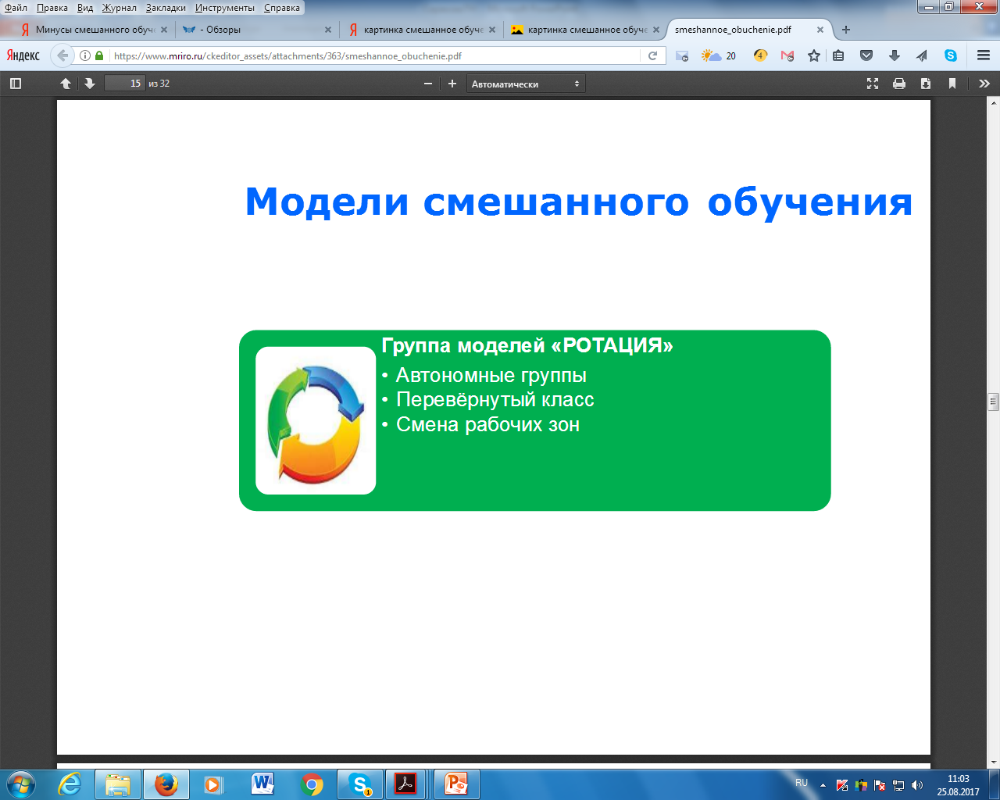 Файл Правка Вид Журнал Закладки Инструменты Справка
Минусы смешанного обуче
- Обзоры
картинка смешанное обуче
картинка смешанное обуче
smeshannoe_obuchenie.pdf
Яндекс
https://www.mriro.ru/ckeditor_assets/attachments/363/smeshannoe_obuchenie.pdf
20
4
15 из 32
Автоматически
Модели смешанного обучения
Группа моделей «РОТАЦИЯ»
• Автономные группы
• Перевёрнутый класс
• Смена рабочих зон
RU
11:03
25.08.2017